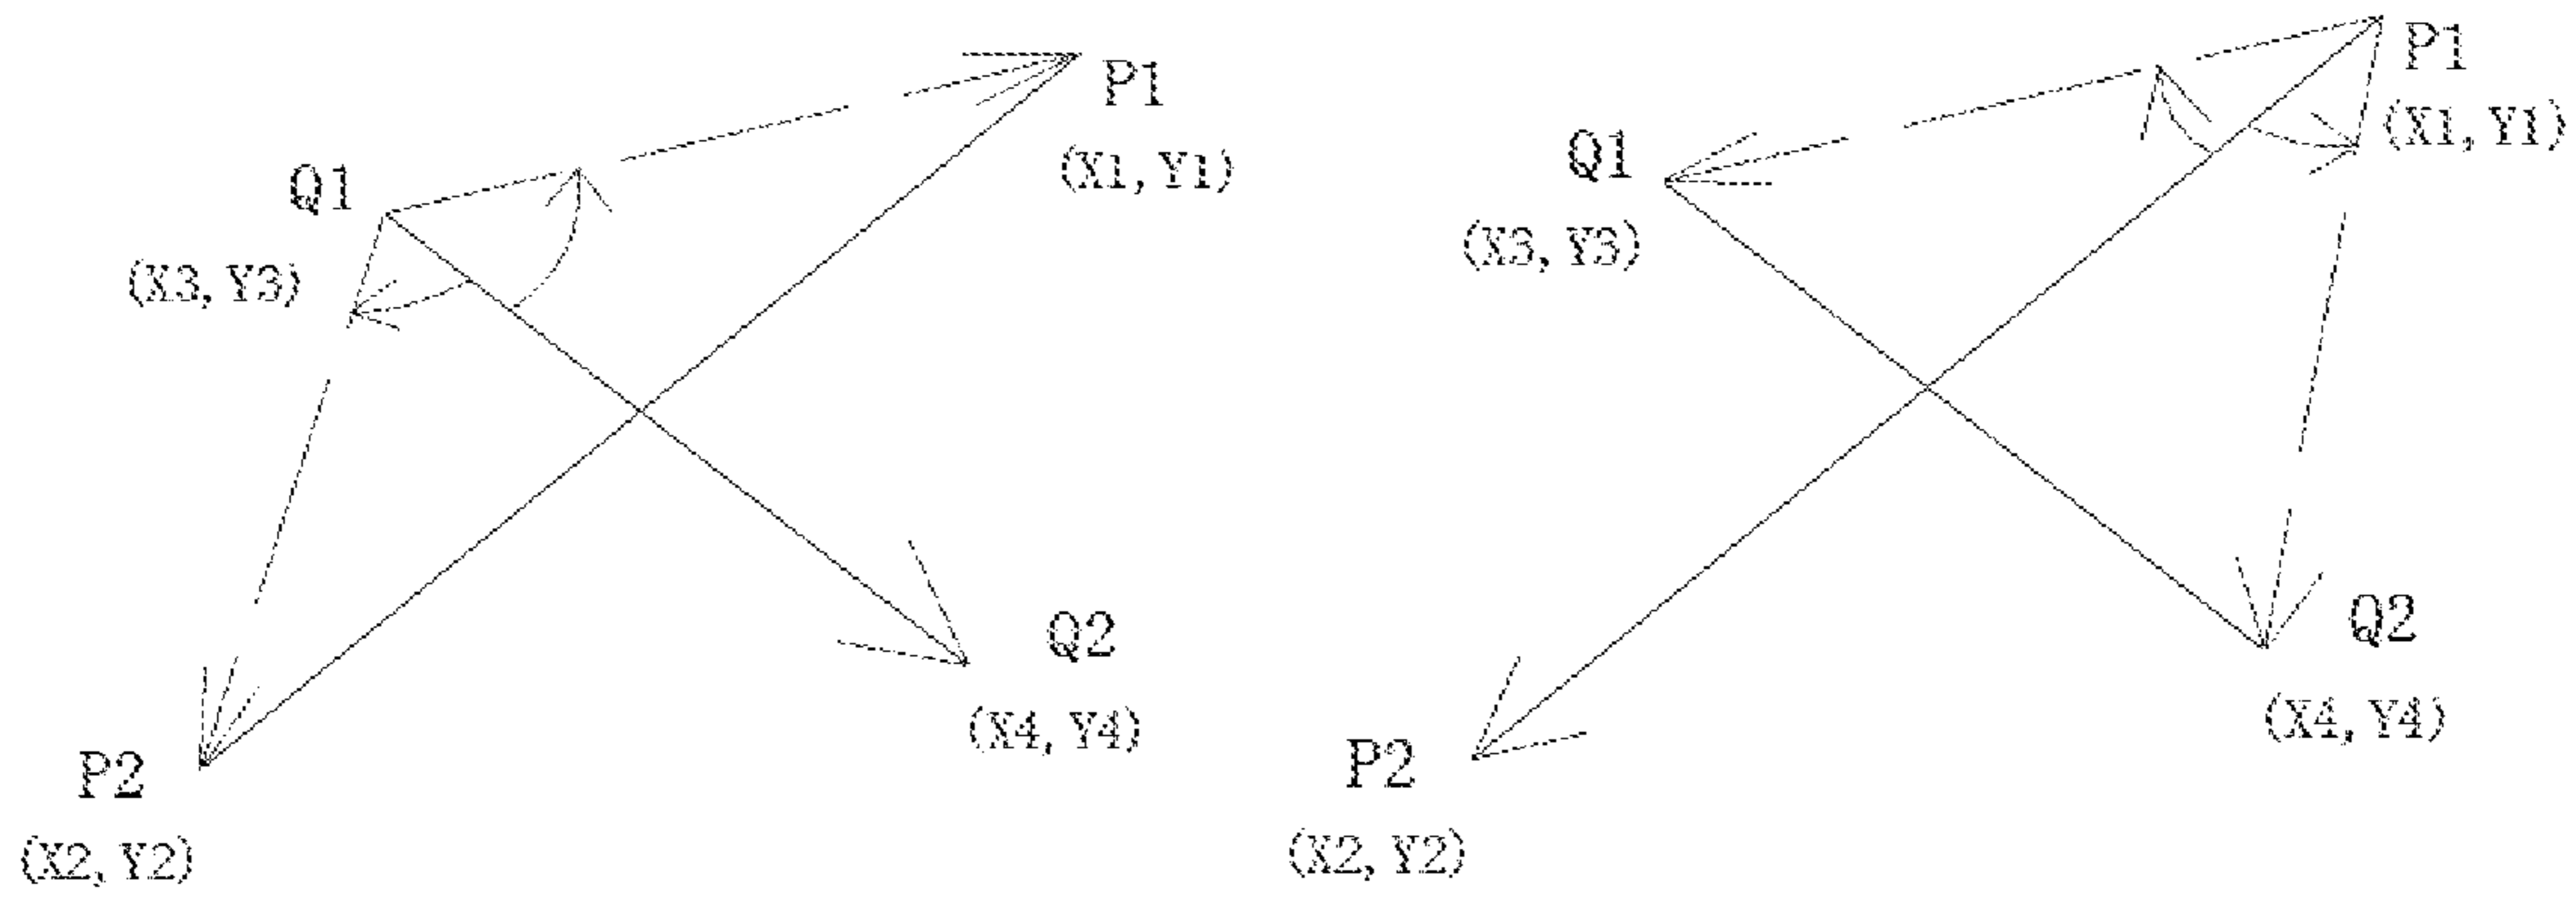 P1
(X1, Y1)
Q1
(X3, Y3)
Q2
(X4, Y4)
P2
(X2, Y2)
P1
(X1, Y1)
Q1
(X3, Y3)
Q2
(X4, Y4)
P2
(X2, Y2)